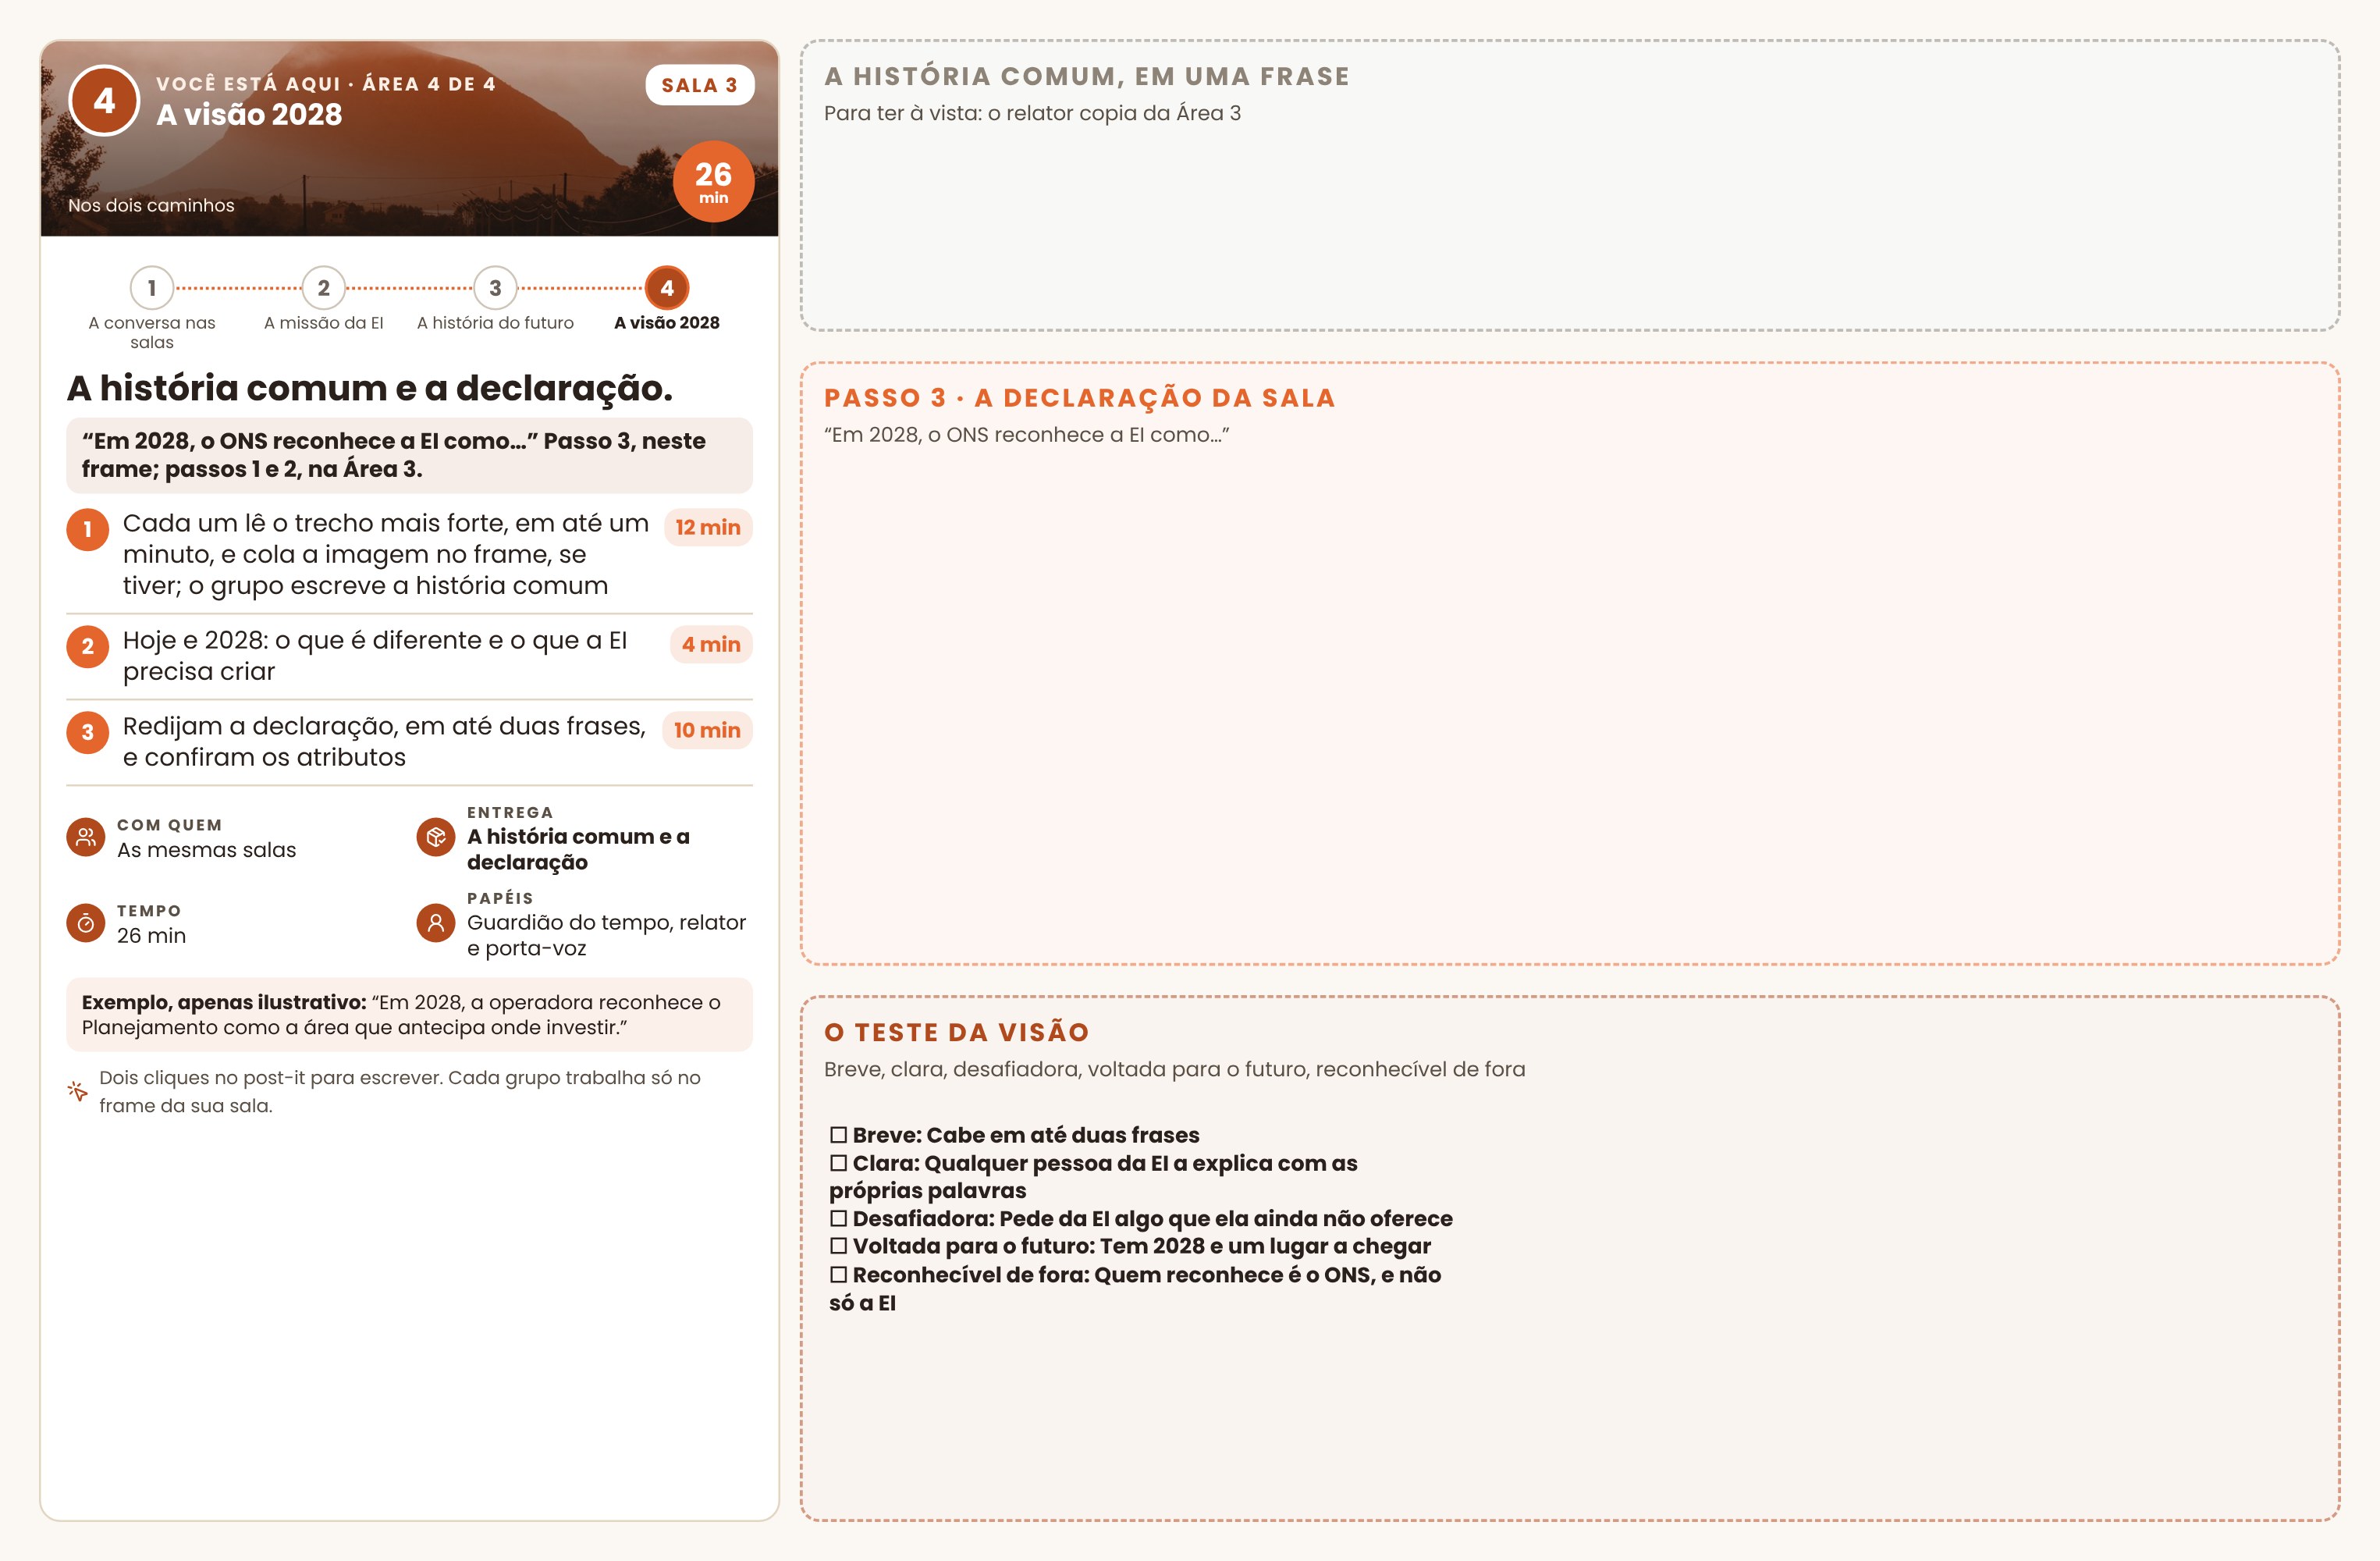 4
VOCÊ ESTÁ AQUI · ÁREA 4 DE 4
A visão 2028
SALA 3
26
min
Nos dois caminhos
1
2
3
4
A conversa nas
salas
A missão da EI
A história do futuro
A visão 2028
A história comum e a declaração.
“Em 2028, o ONS reconhece a EI como…” Passo 3, neste
frame; passos 1 e 2, na Área 3.
1
Cada um lê o trecho mais forte, em até um
minuto, e cola a imagem no frame, se
tiver; o grupo escreve a história comum
12 min
2
Hoje e 2028: o que é diferente e o que a EI
precisa criar
4 min
3
Redijam a declaração, em até duas frases,
e confiram os atributos
10 min
COM QUEM
As mesmas salas
ENTREGA
A história comum e a
declaração
TEMPO
26 min
PAPÉIS
Guardião do tempo, relator
e porta-voz
Exemplo, apenas ilustrativo: “Em 2028, a operadora reconhece o
Planejamento como a área que antecipa onde investir.”
Dois cliques no post-it para escrever. Cada grupo trabalha só no
frame da sua sala.
A HISTÓRIA COMUM, EM UMA FRASE
Para ter à vista: o relator copia da Área 3
PASSO 3 · A DECLARAÇÃO DA SALA
“Em 2028, o ONS reconhece a EI como…”
O TESTE DA VISÃO
Breve, clara, desafiadora, voltada para o futuro, reconhecível de fora
☐ Breve: Cabe em até duas frases
☐ Clara: Qualquer pessoa da EI a explica com as
próprias palavras
☐ Desafiadora: Pede da EI algo que ela ainda não oferece
☐ Voltada para o futuro: Tem 2028 e um lugar a chegar
☐ Reconhecível de fora: Quem reconhece é o ONS, e não
só a EI